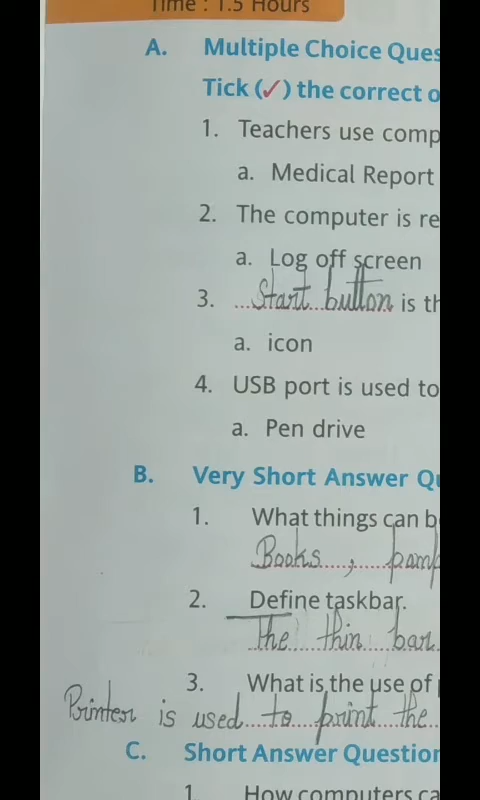 Time : 1.5 Hours
A. Multiple Choice Ques
Tick (✓) the correct o
1. Teachers use comp
a. Medical Report
2. The computer is re
a. Log off screen
3. Start button is th
a. icon
4. USB port is used to
a. Pen drive
B. Very Short Answer Qu
1. What things can b
Books , pamp
2. Define taskbar.
The thin bar
3. What is the use of
Printer is used to print the
C. Short Answer Question
1. How computers ca